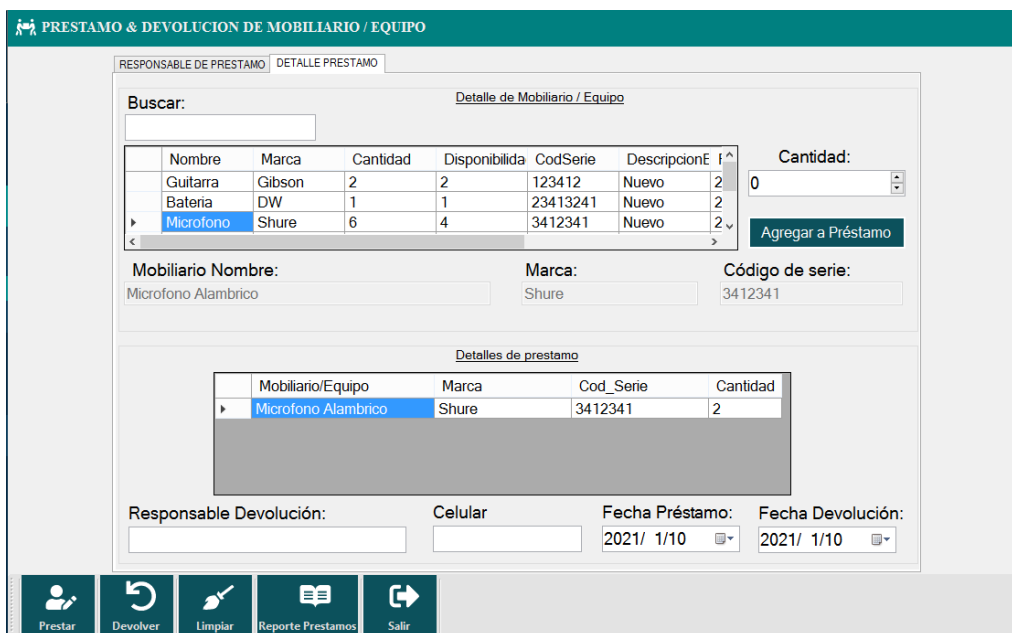 PRESTAMO & DEVOLUCION DE MOBILIARIO / EQUIPO
RESPONSABLE DE PRESTAMO DETALLE PRESTAMO
Detalle de Mobiliario / Equipo
Buscar:
Nombre Marca Cantidad Disponibilida CodSerie DescripcionE
Guitarra Gibson 2 2 123412 Nuevo 2
Bateria DW 1 1 23413241 Nuevo 2
Microfono Shure 6 4 3412341 Nuevo 2
Cantidad:
0
Agregar a Préstamo
Mobiliario Nombre: Marca: Código de serie:
Microfono Alambrico Shure 3412341
Detalles de prestamo
Mobiliario/Equipo Marca Cod_Serie Cantidad
Microfono Alambrico Shure 3412341 2
Responsable Devolución: Celular Fecha Préstamo: Fecha Devolución:
2021/ 1/10 2021/ 1/10
Prestar Devolver Limpiar Reporte Prestamos Salir